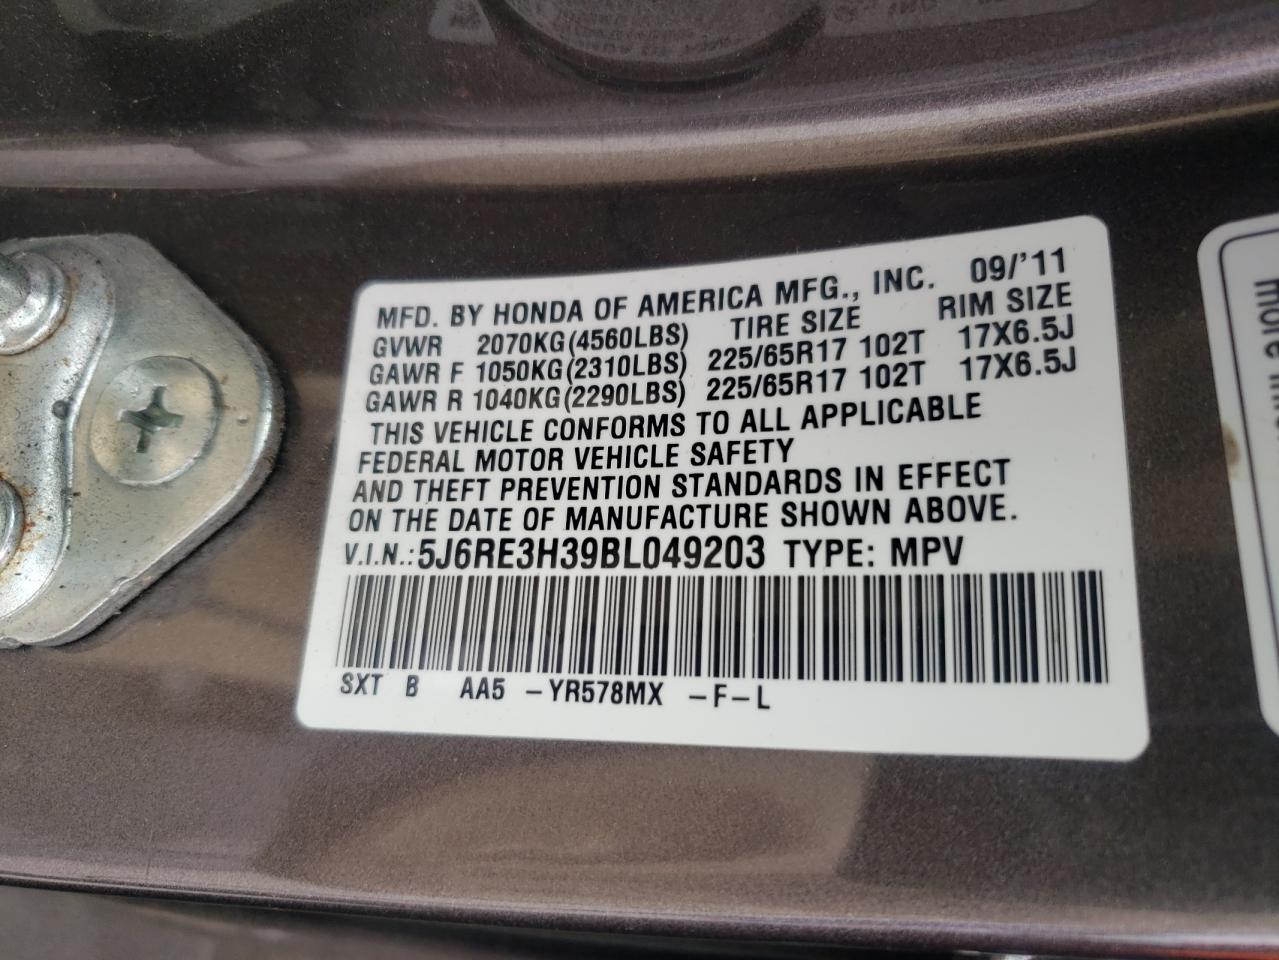 MFD. BY HONDA OF AMERICA MFG., INC. 09/'11
GVWR 2070KG(4560LBS) TIRE SIZE RIM SIZE
GAWR F 1050KG(2310LBS) 225/65R17 102T 17X6.5J
GAWR R 1040KG(2290LBS) 225/65R17 102T 17X6.5J
THIS VEHICLE CONFORMS TO ALL APPLICABLE
FEDERAL MOTOR VEHICLE SAFETY
AND THEFT PREVENTION STANDARDS IN EFFECT
ON THE DATE OF MANUFACTURE SHOWN ABOVE.
V.I.N.: 5J6RE3H39BL049203 TYPE: MPV
SXT B AA5 -YR578MX -F-L
more